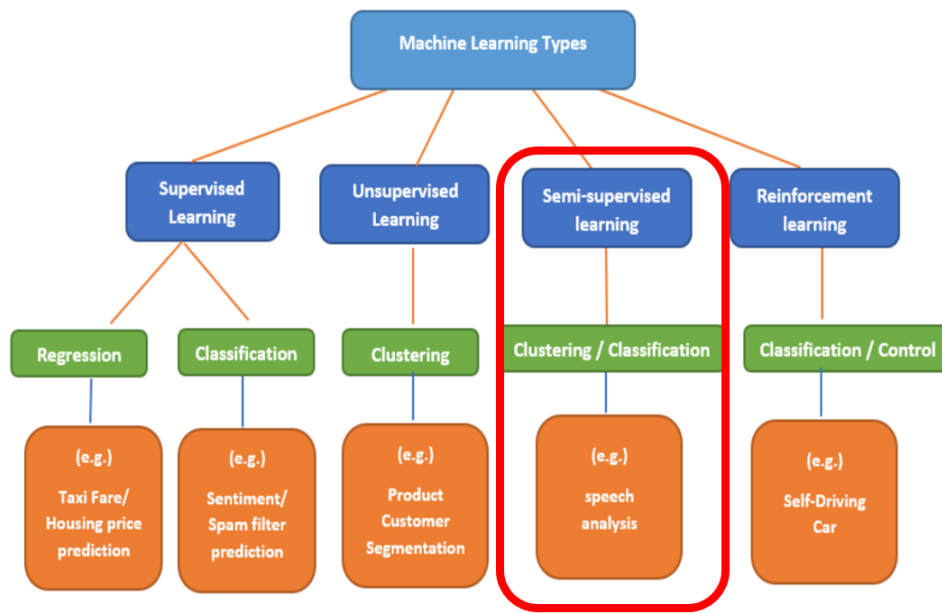 Machine Learning Types
Supervised
Learning
Unsupervised
Learning
Semi-supervised
learning
Reinforcement
learning
Regression
Classification
Clustering
Clustering / Classification
Classification / Control
(e.g.)
Taxi Fare/
Housing price
prediction
(e.g.)
Sentiment/
Spam filter
prediction
(e.g.)
Product
Customer
Segmentation
(e.g.)
speech
analysis
(e.g.)
Self-Driving
Car